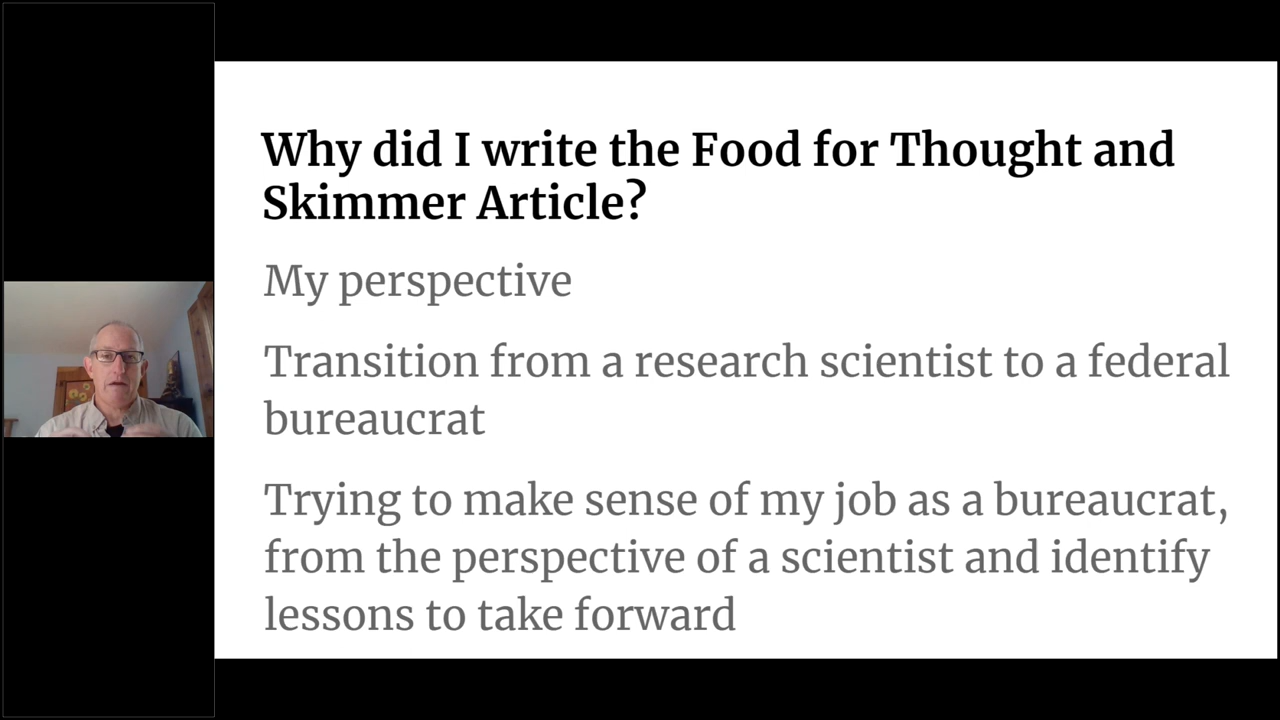 Why did I write the Food for Thought and
Skimmer Article?
My perspective
Transition from a research scientist to a federal
bureaucrat
Trying to make sense of my job as a bureaucrat,
from the perspective of a scientist and identify
lessons to take forward